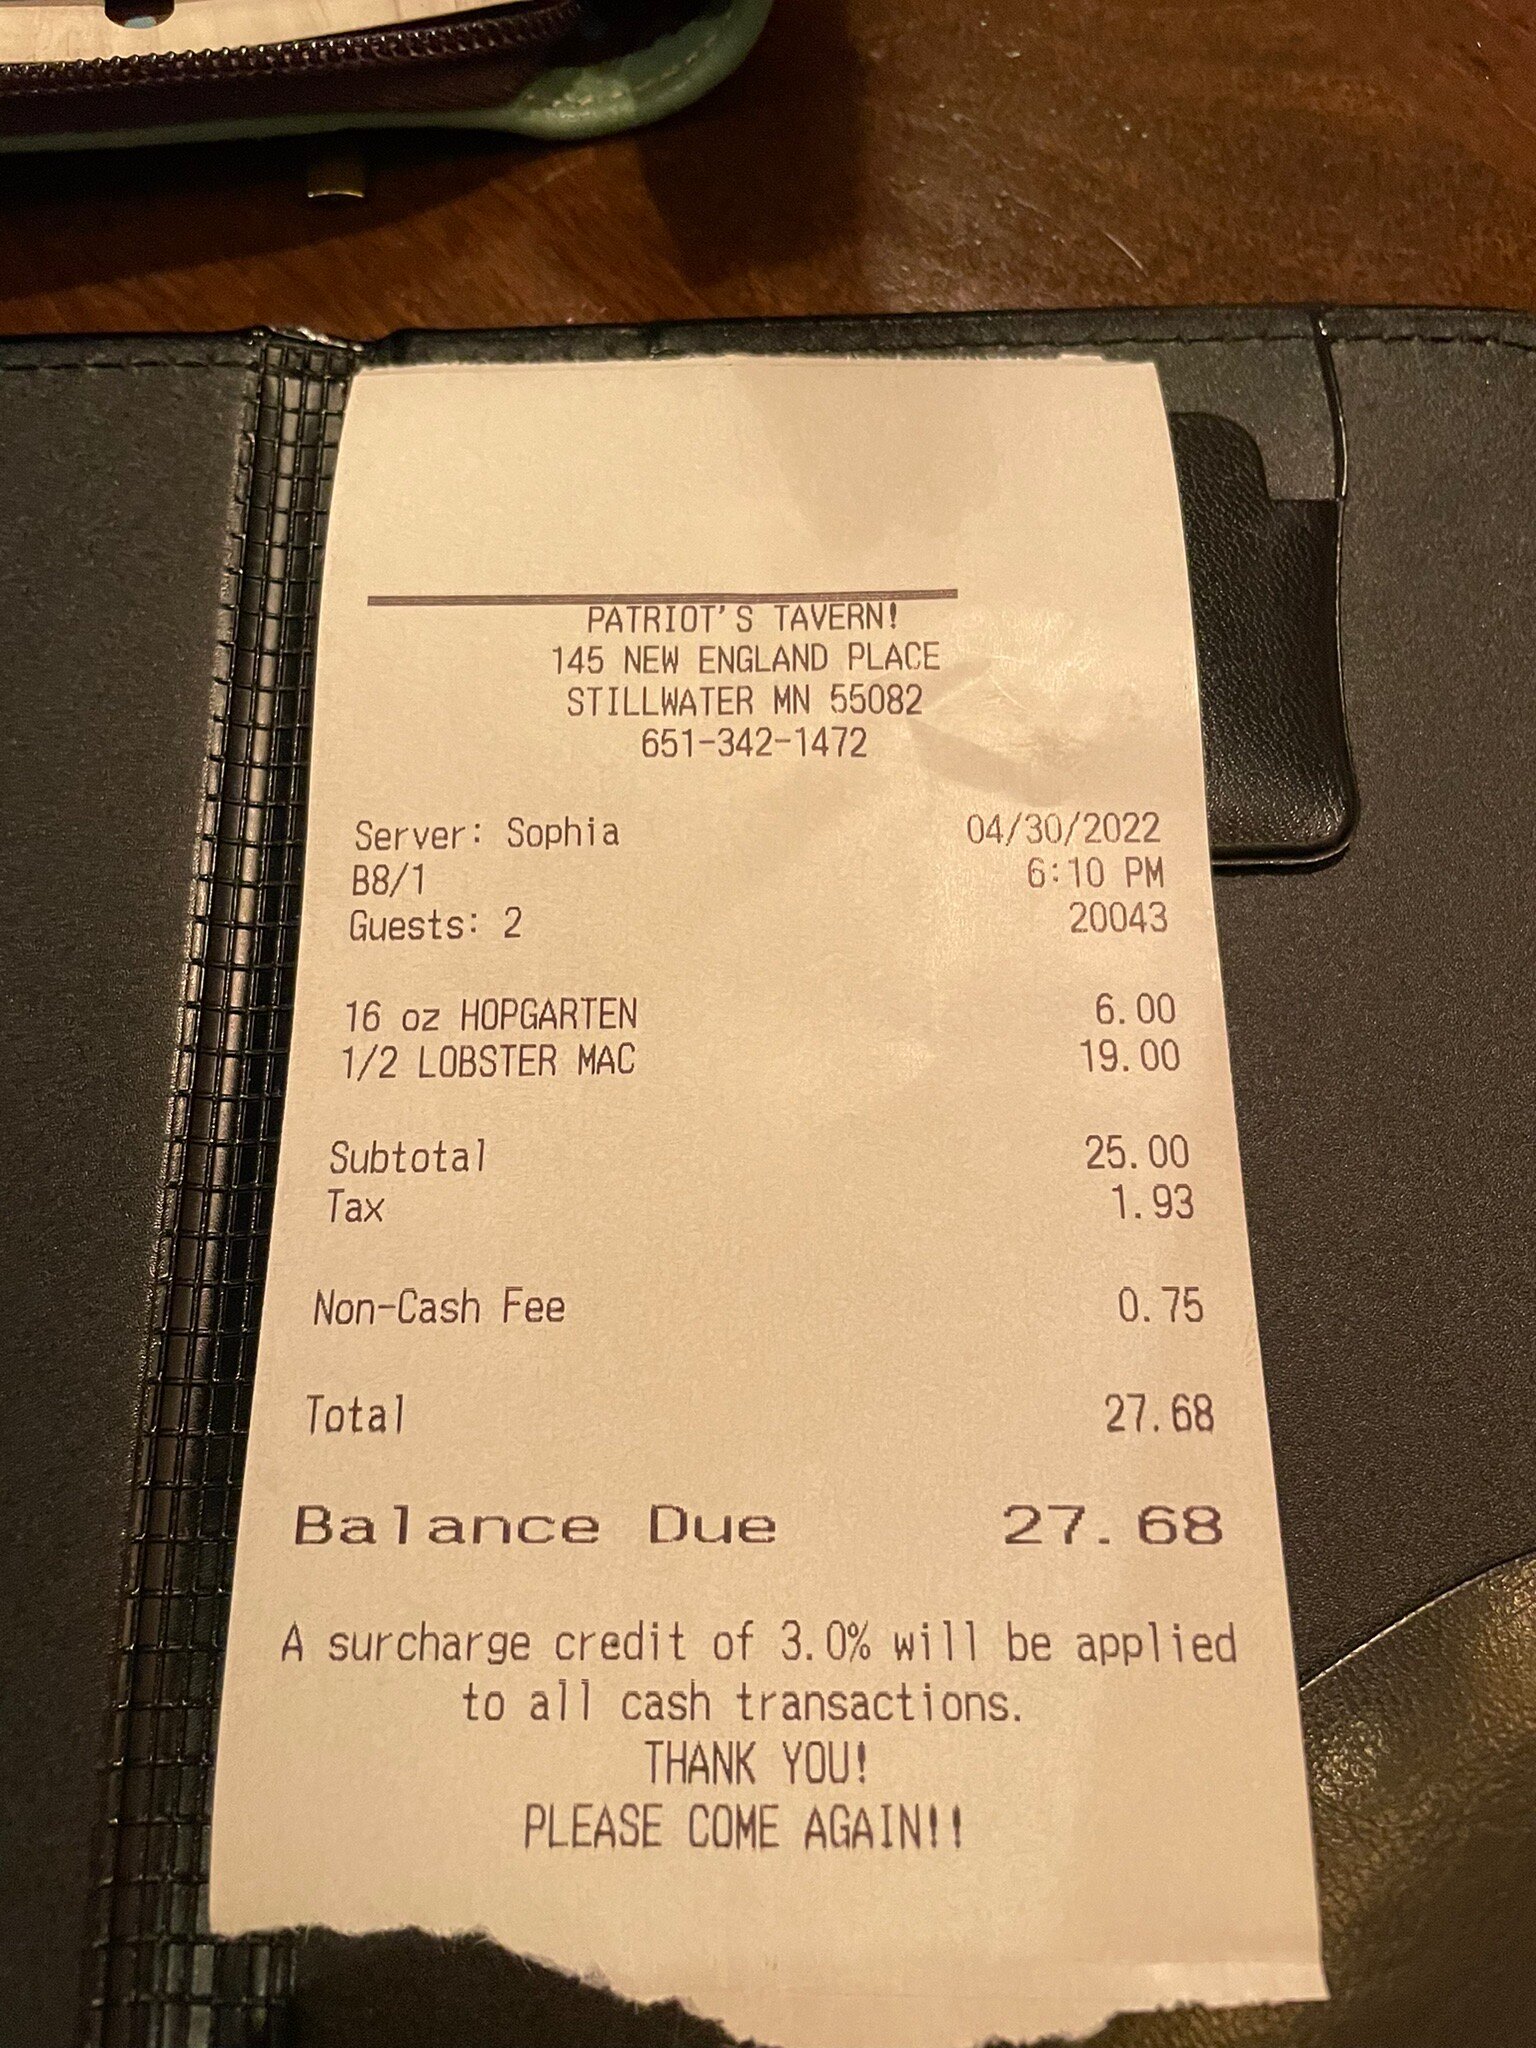 PATRIOT'S TAVERN!
145 NEW ENGLAND PLACE
STILLWATER MN 55082
651-342-1472
Server: Sophia 04/30/2022
B8/1 6:10 PM
Guests: 2 20043
16 oz HOPGARTEN 6.00
1/2 LOBSTER MAC 19.00
Subtotal 25.00
Tax 1.93
Non-Cash Fee 0.75
Total 27.68
Balance Due 27.68
A surcharge credit of 3.0% will be applied
to all cash transactions.
THANK YOU!
PLEASE COME AGAIN!!